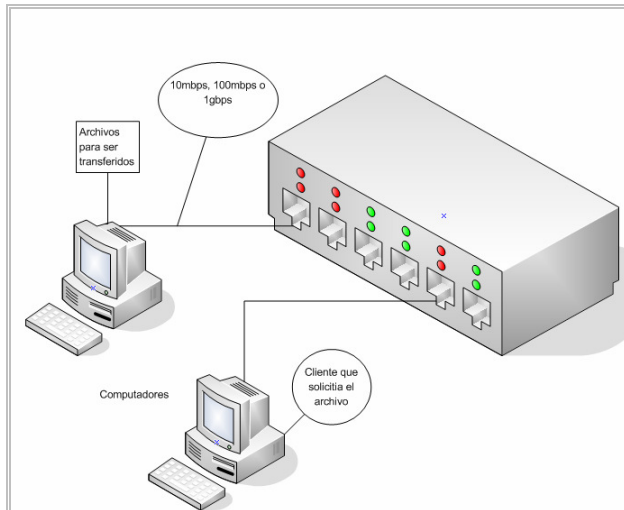 10mbps, 100mbps o
1gbps
Archivos
para ser
transferidos
Computadores
Cliente que
solicitia el
archivo